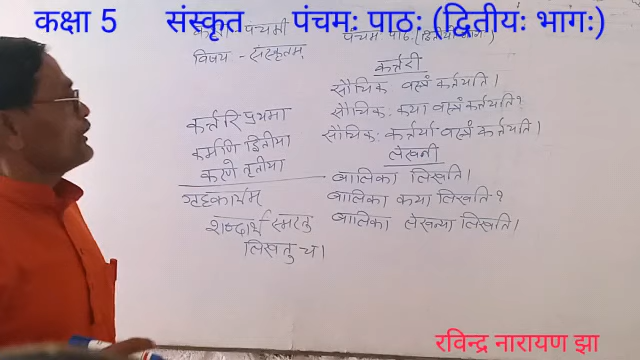 कक्षा 5 संस्कृत पंचमः पाठः (द्वितीयः भागः)
पंचमी
विषय - संस्कृतम्
पंचम पाठः (द्वितीय भागः)
कर्त्तरी
सौचिकः वस्त्रं कर्त्तयति।
सौचिकः कया वस्त्रं कर्त्तयति?
सौचिकः कर्त्तर्या वस्त्रं कर्त्तयति।
लेखनी
बालिका लिखति।
बालिका कया लिखति?
बालिका लेखन्या लिखति।
कर्त्तरि प्रथमा
कर्मणि द्वितीया
करणे तृतीया
गृहकार्यम्
शब्दार्थं स्मरतु
लिखतु च।
रविन्द्र नारायण झा